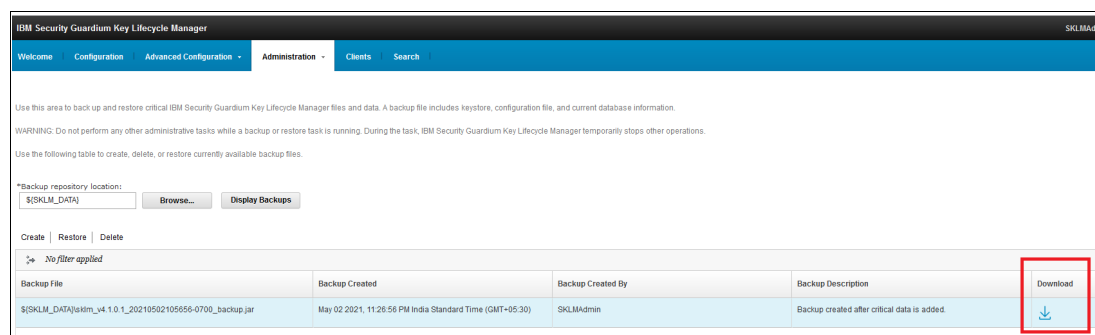 IBM Security Guardium Key Lifecycle Manager SKLMAd
Welcome Configuration Advanced Configuration Administration Clients Search
Use this area to back up and restore critical IBM Security Guardium Key Lifecycle Manager files and data. A backup file includes keystore, configuration file, and current database information.
WARNING: Do not perform any other administrative tasks while a backup or restore task is running. During the task, IBM Security Guardium Key Lifecycle Manager temporarily stops other operations.
Use the following table to create, delete, or restore currently available backup files.
*Backup repository location:
${SKLM_DATA} Browse... Display Backups
Create | Restore | Delete
No filter applied
Backup File Backup Created Backup Created By Backup Description Download
${SKLM_DATA}\sklm_v4.1.0.1_20210502105656-0700_backup.jar May 02 2021, 11:26:56 PM India Standard Time (GMT+05:30) SKLMAdmin Backup created after critical data is added.